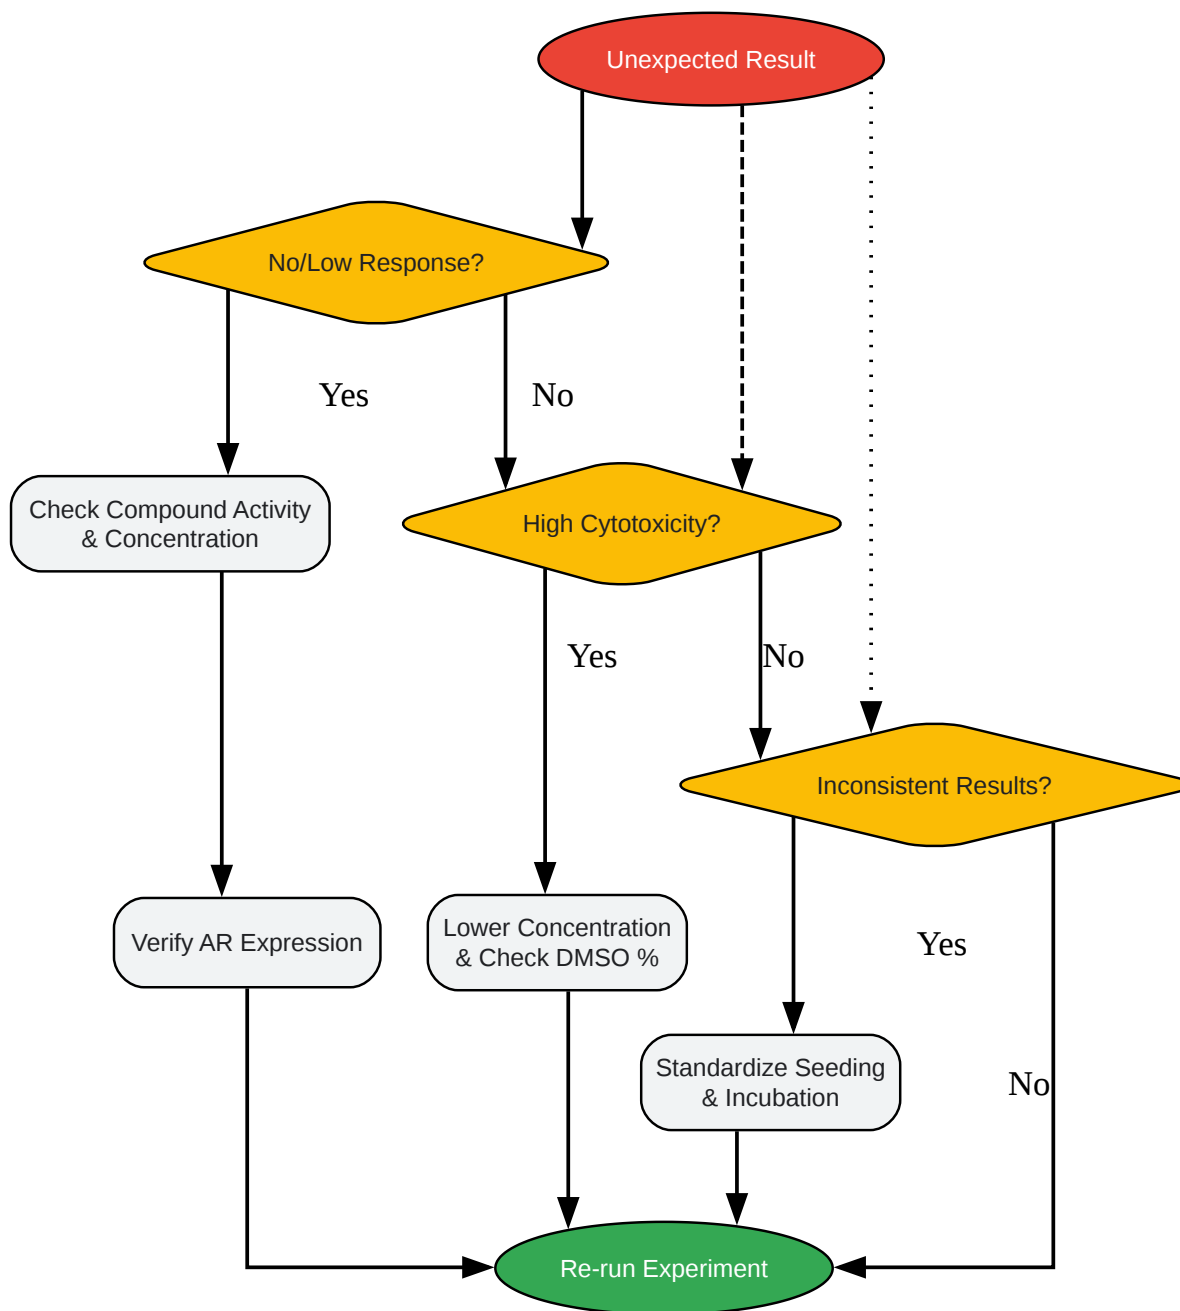 Unexpected Result
No/Low Response?
Yes
No
Check Compound Activity
& Concentration
High Cytotoxicity?
Yes
No
Inconsistent Results?
Verify AR Expression
Lower Concentration
& Check DMSO %
Yes
Standardize Seeding
& Incubation
No
Re-run Experiment